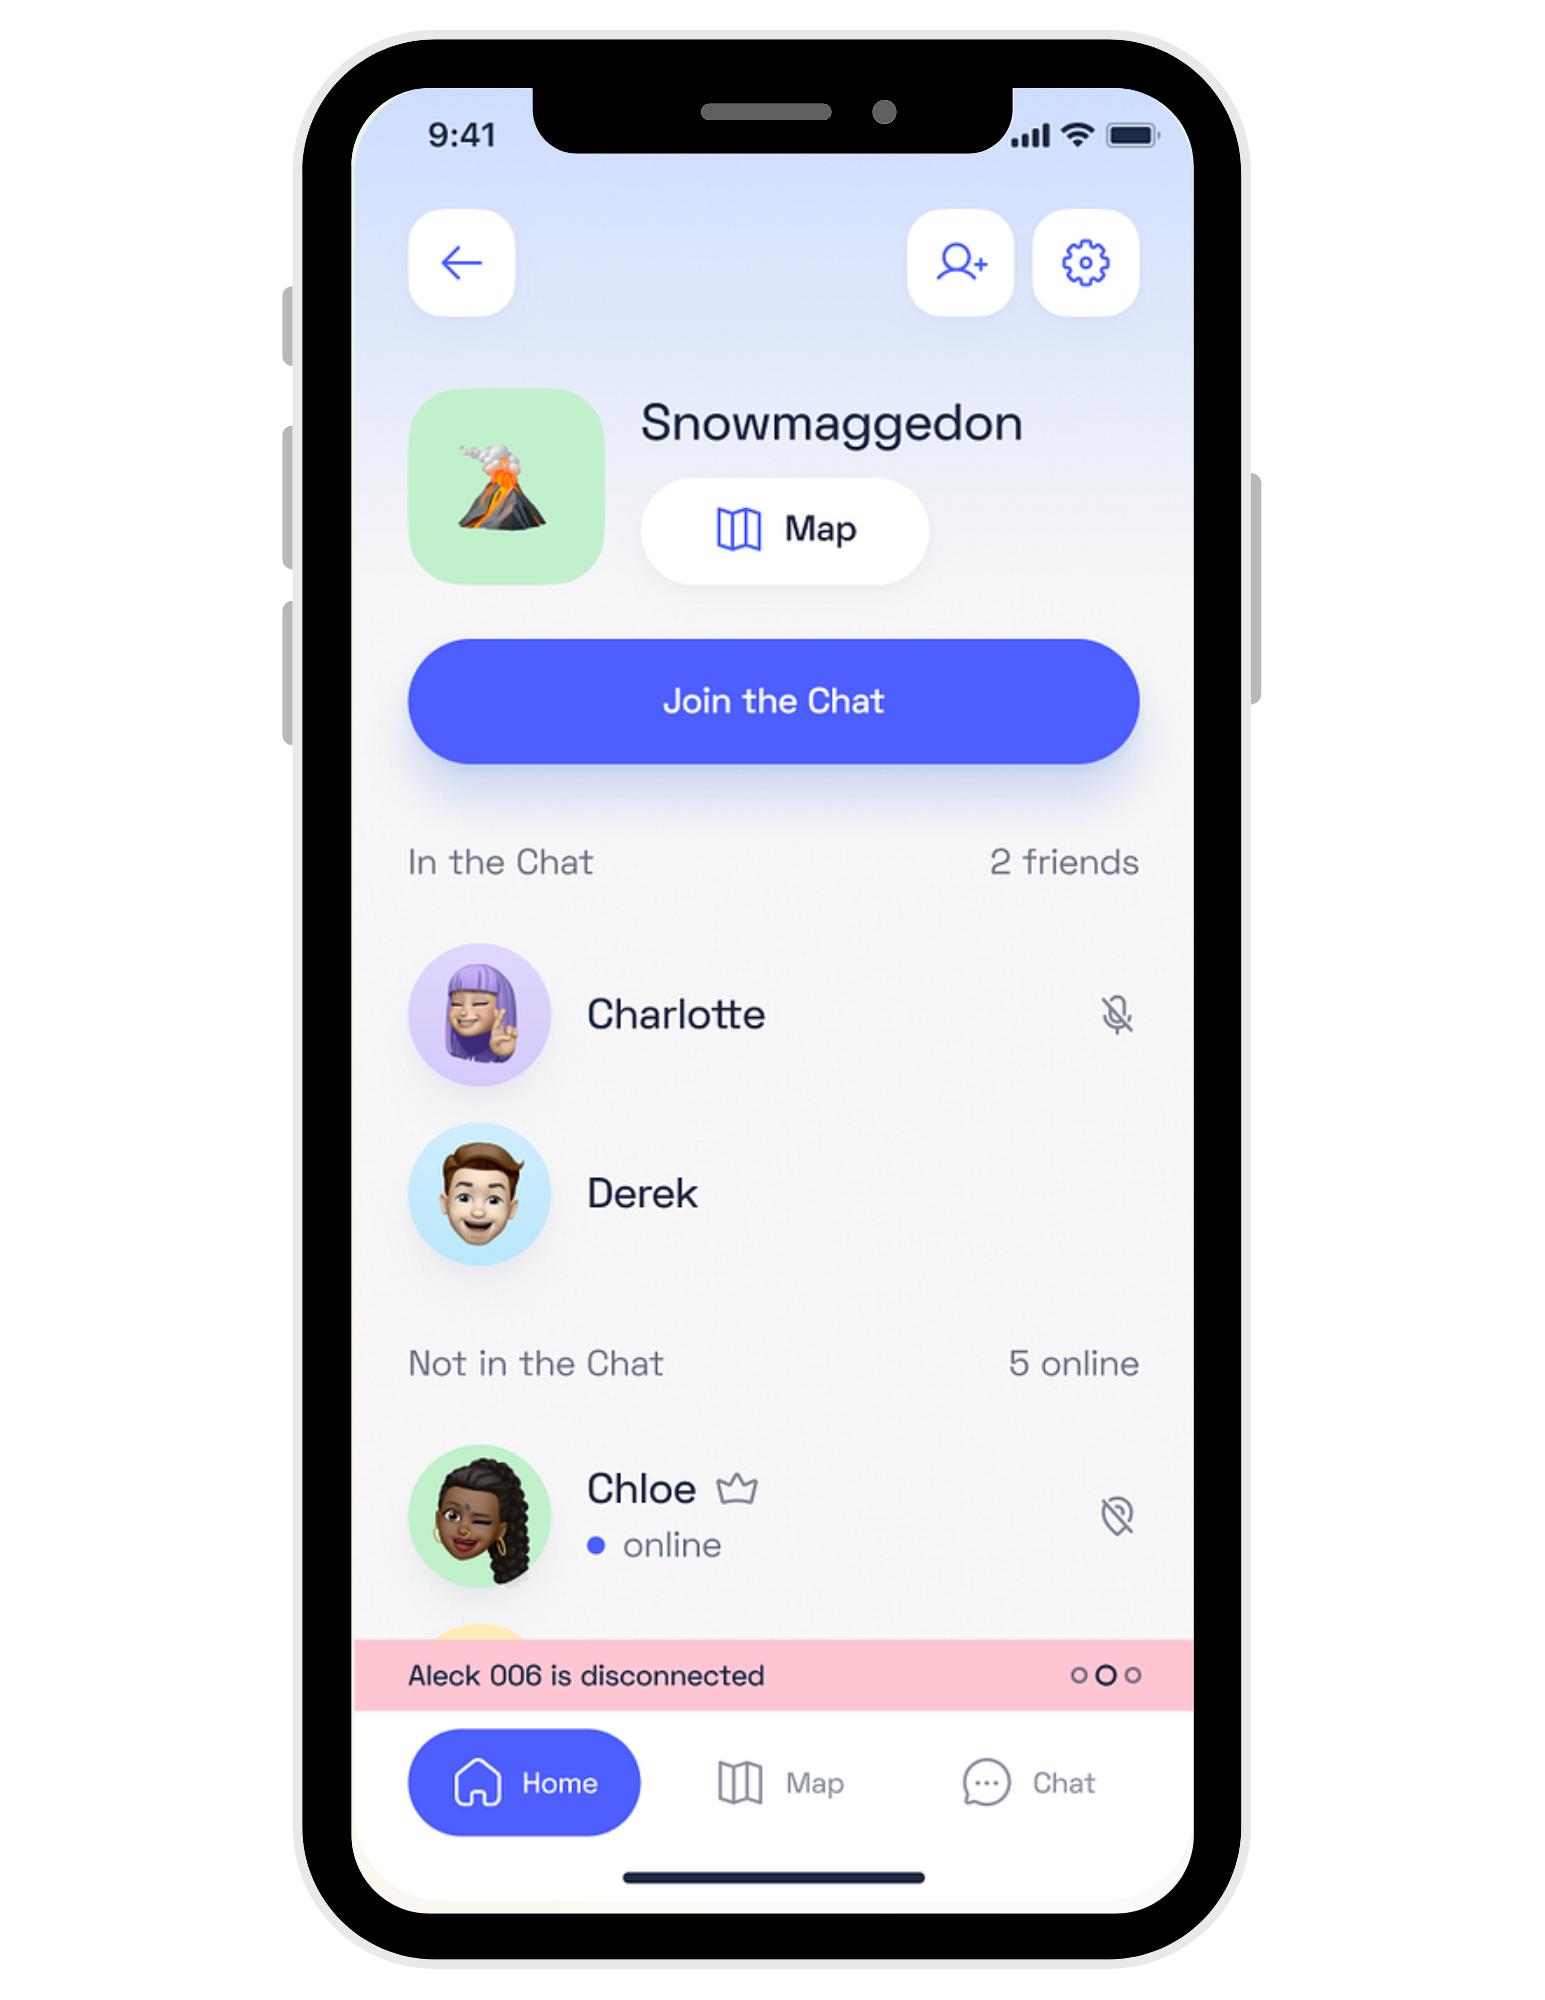 9:41
Snowmaggedon
Map
Join the Chat
In the Chat 2 friends
Charlotte
Derek
Not in the Chat 5 online
Chloe
online
Aleck 006 is disconnected
Home Map Chat